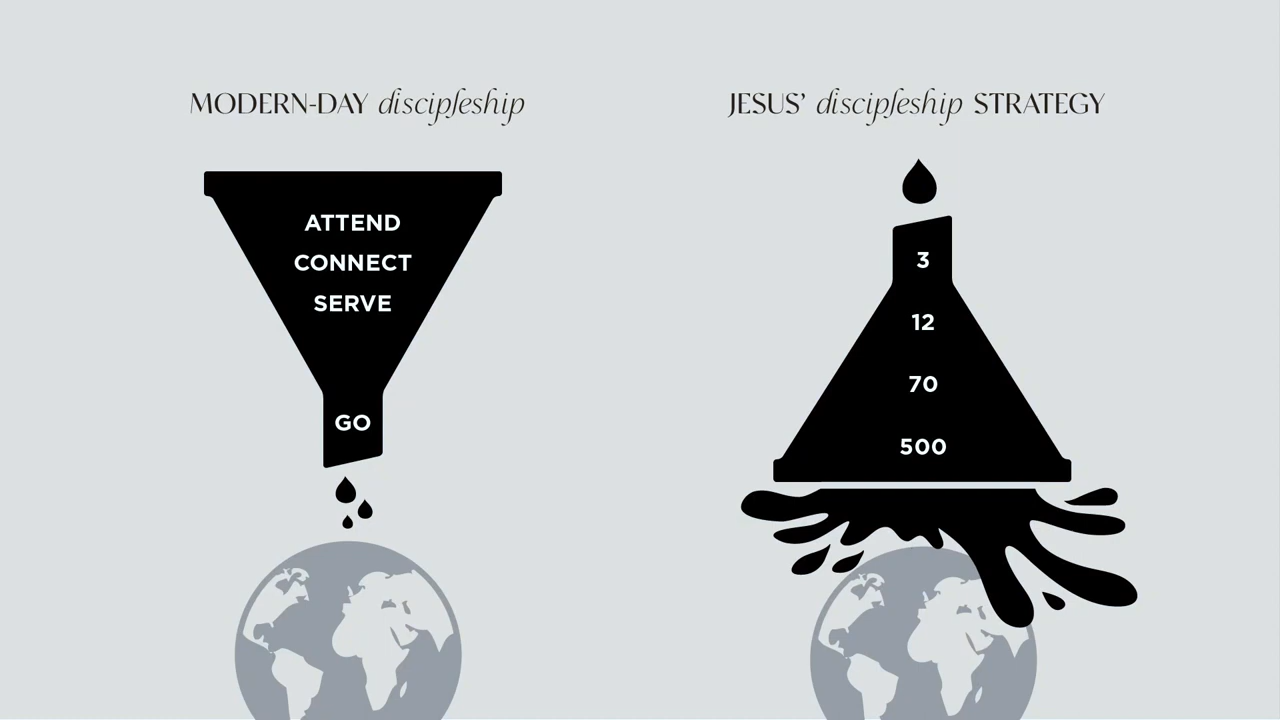 MODERN-DAY discipleship
ATTEND
CONNECT
SERVE
GO
JESUS’ discipleship STRATEGY
3
12
70
500